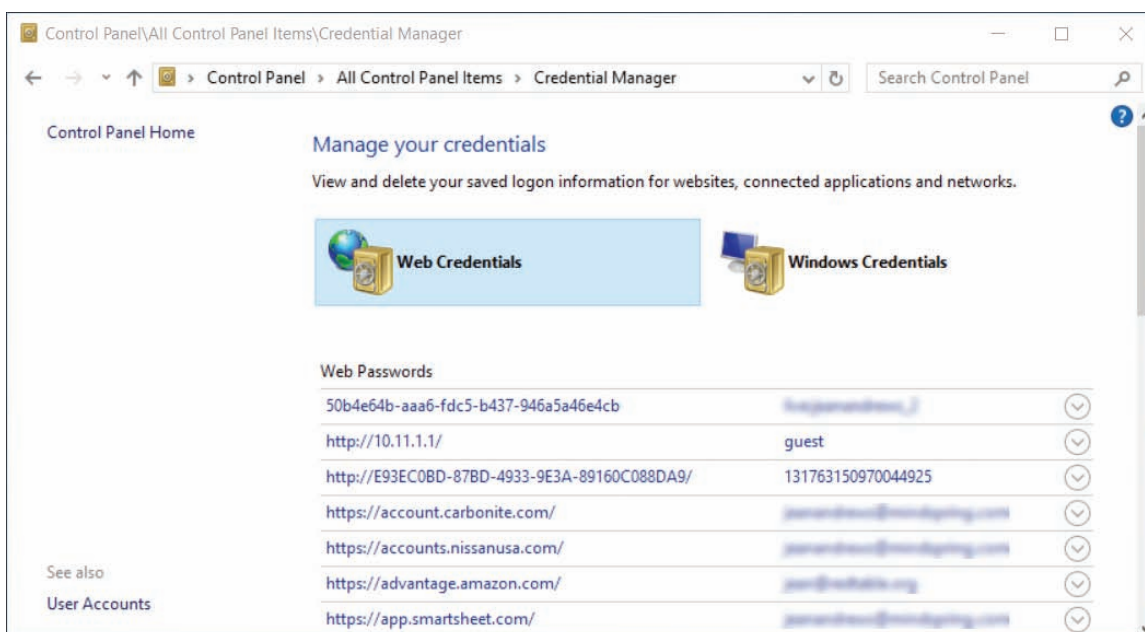 Control Panel\All Control Panel Items\Credential Manager
Control Panel > All Control Panel Items > Credential Manager Search Control Panel
Control Panel Home
Manage your credentials
View and delete your saved logon information for websites, connected applications and networks.
Web Credentials
Windows Credentials
Web Passwords
50b4e64b-aaa6-fdc5-b437-946a5a46e4cb
http://10.11.1.1/ guest
http://E93EC0BD-87BD-4933-9E3A-89160C088DA9/ 131763150970044925
https://account.carbonite.com/
https://accounts.nissanusa.com/
https://advantage.amazon.com/
https://app.smartsheet.com/
See also
User Accounts